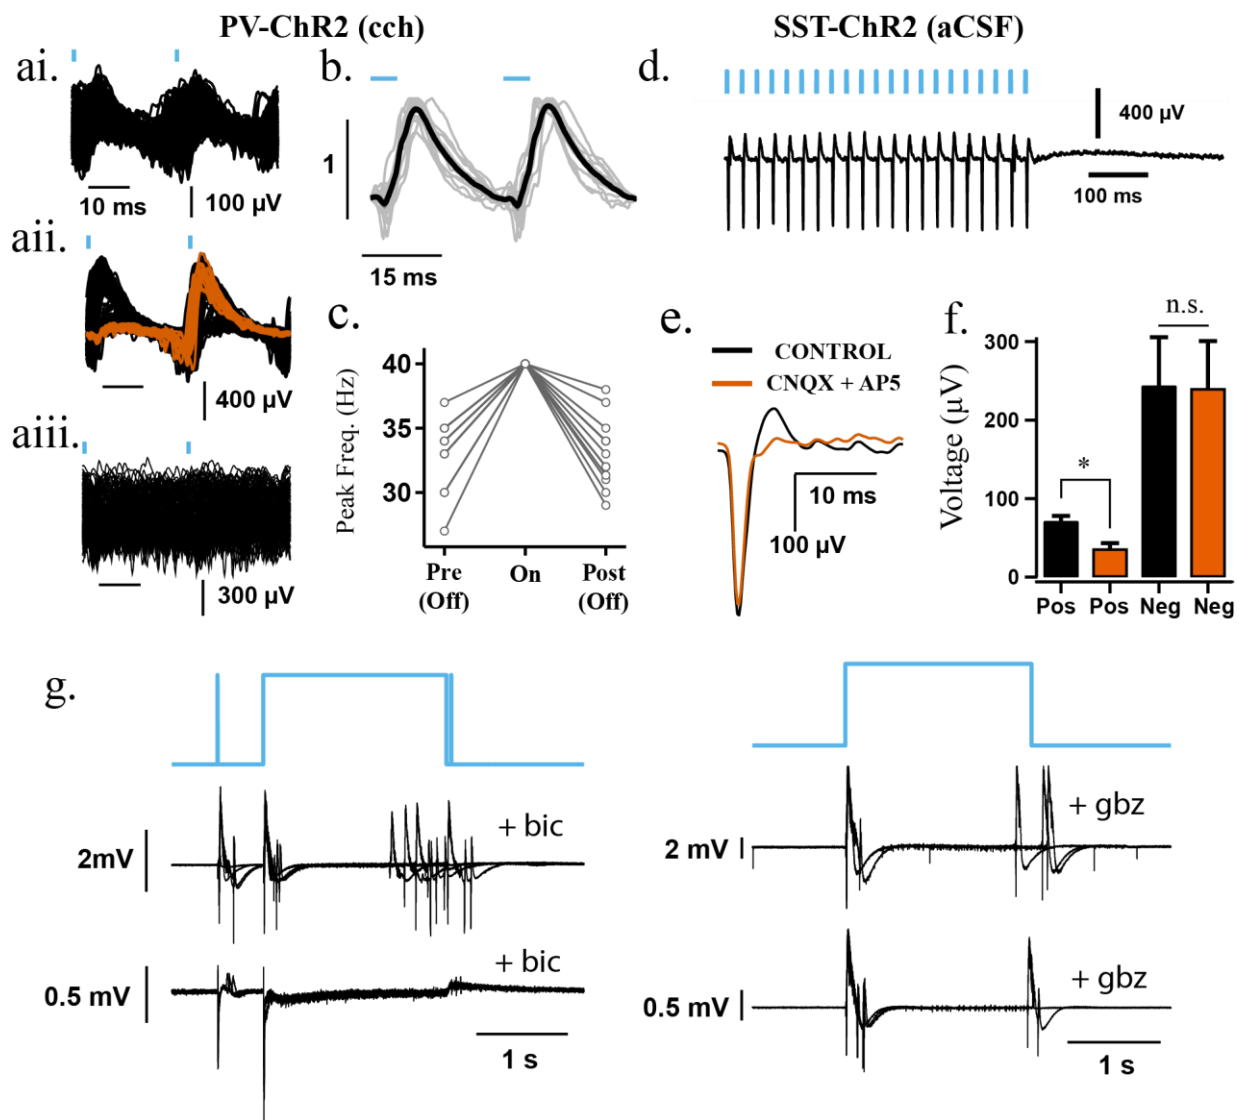 PV-ChR2 (cch)
SST-ChR2 (aCSF)
ai.
10 ms
100 µV
aii.
400 µV
aiii.
300 µV
b.
1
15 ms
c.
Peak Freq. (Hz)
40
35
30
Pre
(Off)
On
Post
(Off)
d.
400 µV
100 ms
e.
CONTROL
CNQX + AP5
10 ms
100 µV
f.
Voltage (µV)
300
200
100
0
*
n.s.
Pos
Pos
Neg
Neg
g.
2mV
+ bic
0.5 mV
+ bic
1 s
2 mV
+ gbz
0.5 mV
+ gbz
1 s